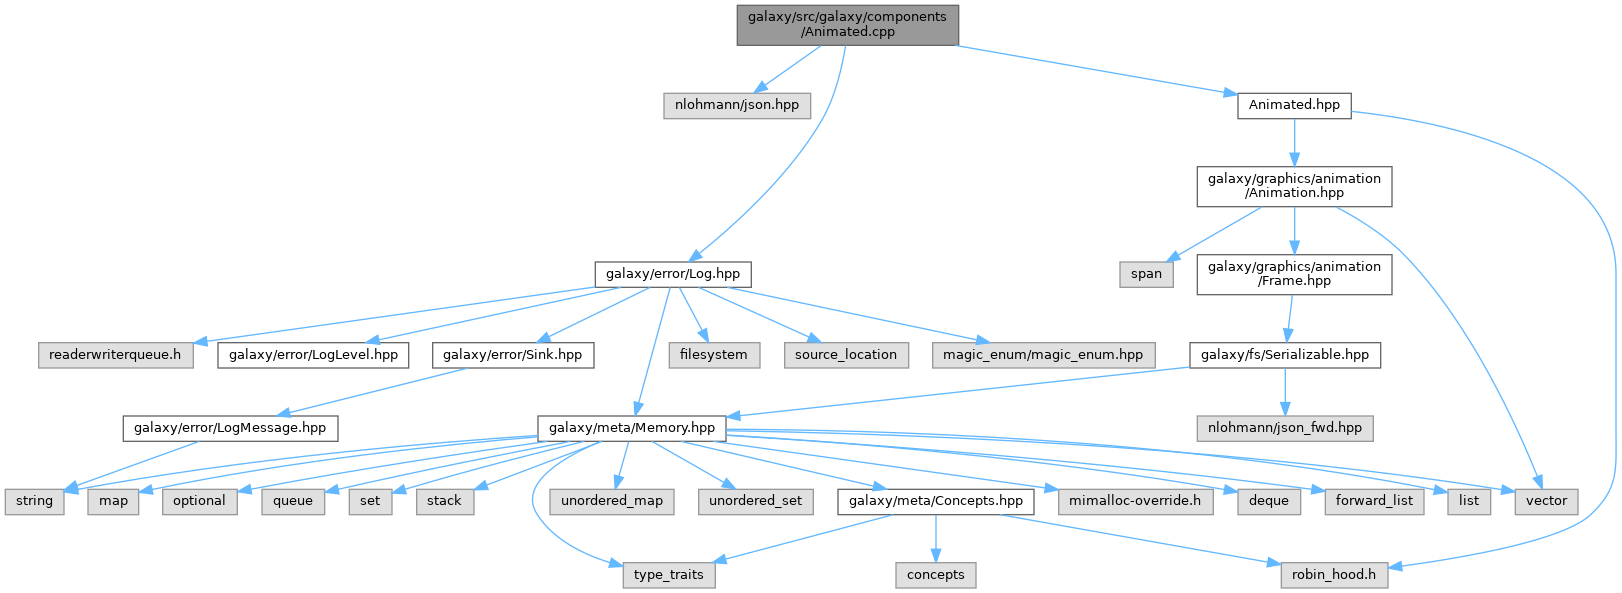 galaxy/src/galaxy/components
/Animated.cpp
nlohmann/json.hpp
Animated.hpp
galaxy/graphics/animation
/Animation.hpp
galaxy/error/Log.hpp
span
galaxy/graphics/animation
/Frame.hpp
readerwriterqueue.h
galaxy/error/LogLevel.hpp
galaxy/error/Sink.hpp
filesystem
source_location
magic_enum/magic_enum.hpp
galaxy/fs/Serializable.hpp
galaxy/error/LogMessage.hpp
galaxy/meta/Memory.hpp
nlohmann/json_fwd.hpp
string
map
optional
queue
set
stack
unordered_map
unordered_set
galaxy/meta/Concepts.hpp
mimalloc-override.h
deque
forward_list
list
vector
type_traits
concepts
robin_hood.h